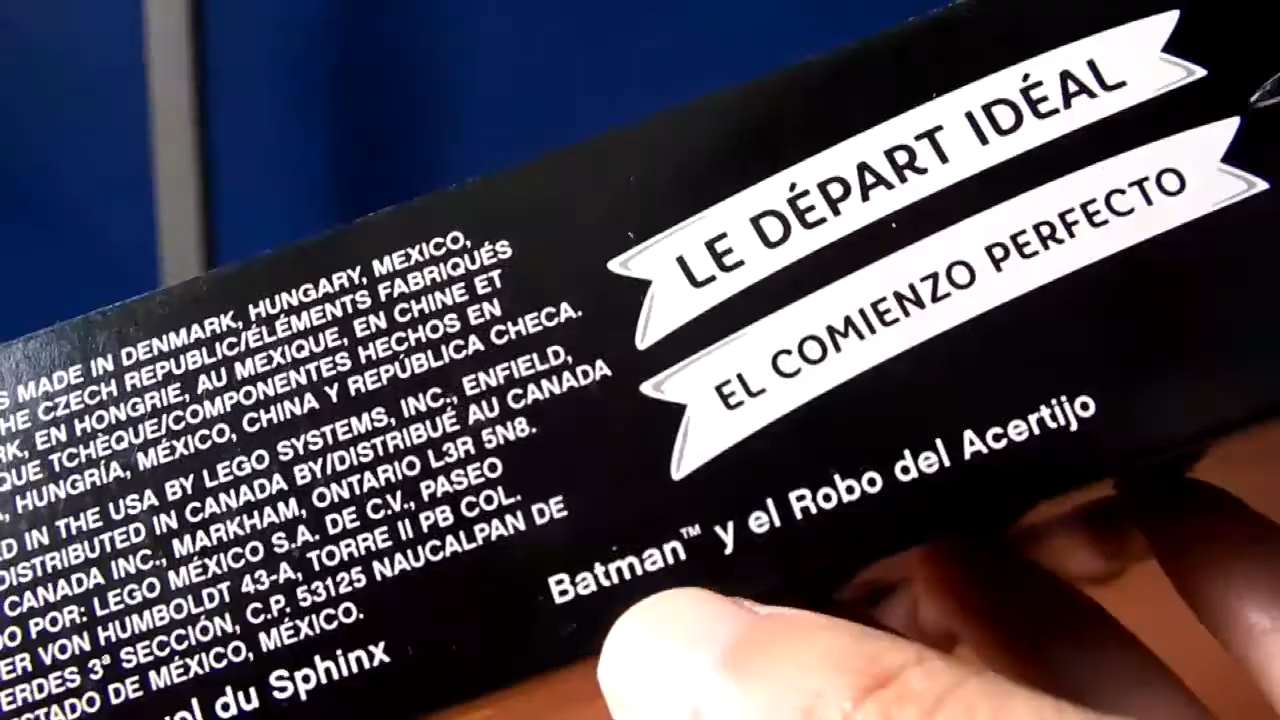 MADE IN DENMARK, HUNGARY, MEXICO,
HE CZECH REPUBLIC/ÉLÉMENTS FABRIQUÉS
RK, EN HONGRIE, AU MEXIQUE, EN CHINE ET
QUE TCHÈQUE/COMPONENTES HECHOS EN
, HUNGRÍA, MÉXICO, CHINA Y REPÚBLICA CHECA.
D IN THE USA BY LEGO SYSTEMS, INC., ENFIELD,
DISTRIBUTED IN CANADA BY/DISTRIBUÉ AU CANADA
CANADA INC., MARKHAM, ONTARIO L3R 5N8.
DO POR: LEGO MÉXICO S.A. DE C.V., PASEO
ER VON HUMBOLDT 43-A, TORRE II PB COL.
ERDES 3ª SECCIÓN, C.P. 53125 NAUCALPAN DE
STADO DE MÉXICO, MÉXICO.
ol du Sphinx
LE DÉPART IDÉAL
EL COMIENZO PERFECTO
Batman™ y el Robo del Acertijo